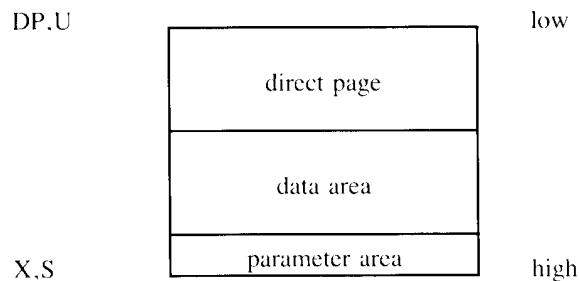 DP,U low
direct page
data area
parameter area
X,S high